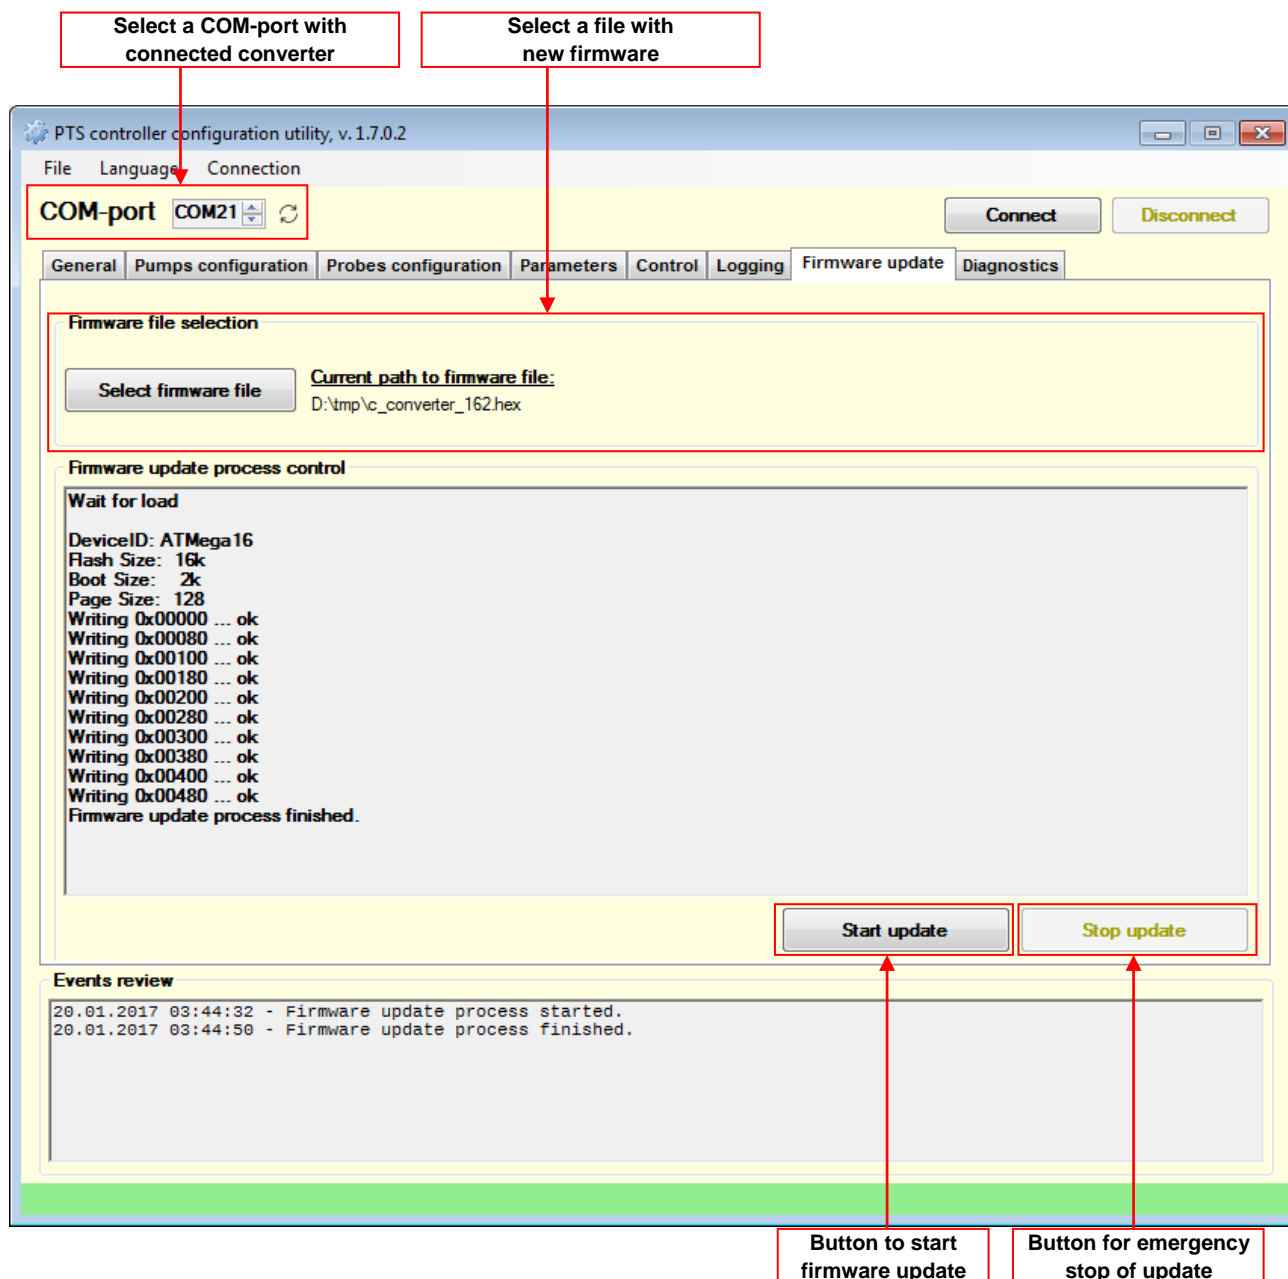 Select a COM-port with
connected converter
Select a file with
new firmware
PTS controller configuration utility, v. 1.7.0.2
File Language Connection
COM-port COM21 Connect Disconnect
General Pumps configuration Probes configuration Parameters Control Logging Firmware update Diagnostics
Firmware file selection
Select firmware file
Current path to firmware file:
D:\tmp\c_converter_162.hex
Firmware update process control
Wait for load
DeviceID: ATMega16
Flash Size: 16k
Boot Size: 2k
Page Size: 128
Writing 0x00000 ... ok
Writing 0x00080 ... ok
Writing 0x00100 ... ok
Writing 0x00180 ... ok
Writing 0x00200 ... ok
Writing 0x00280 ... ok
Writing 0x00300 ... ok
Writing 0x00380 ... ok
Writing 0x00400 ... ok
Writing 0x00480 ... ok
Firmware update process finished.
Start update Stop update
Events review
20.01.2017 03:44:32 - Firmware update process started.
20.01.2017 03:44:50 - Firmware update process finished.
Button to start
firmware update
Button for emergency
stop of update